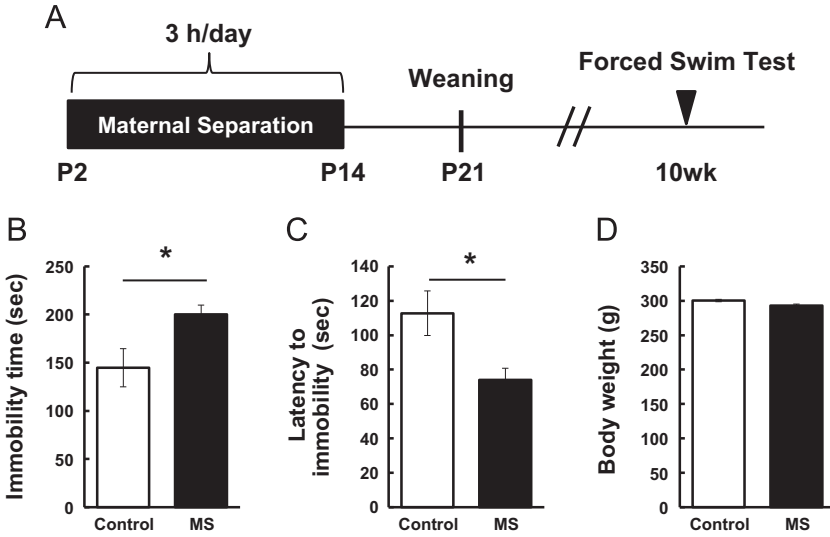 A
3 h/day
Forced Swim Test
Weaning
Maternal Separation
P2
P14
P21
10wk
B
*
Immobility time (sec)
250
200
150
100
50
0
Control
MS
C
*
Latency to
immobility (sec)
140
120
100
80
60
40
20
0
Control
MS
D
Body weight (g)
350
300
250
200
150
100
50
0
Control
MS